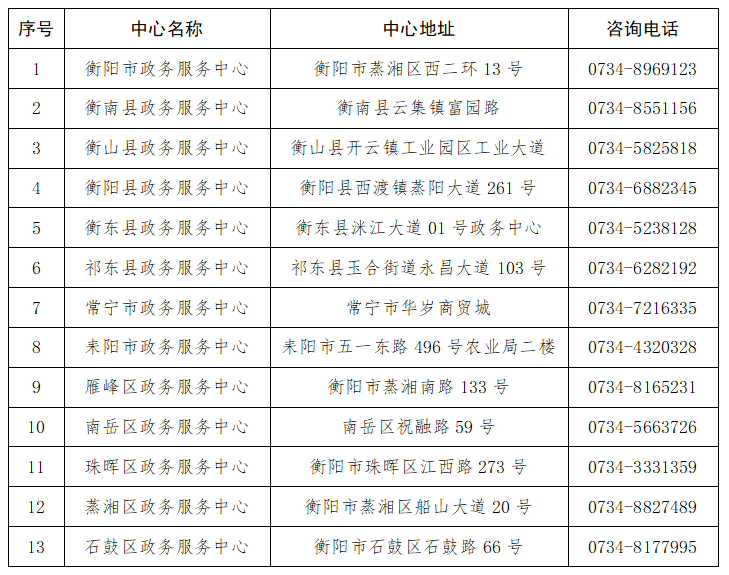 序号 中心名称 中心地址 咨询电话
1 衡阳市政务服务中心 衡阳市蒸湘区西二环 13 号 0734-8969123
2 衡南县政务服务中心 衡南县云集镇富园路 0734-8551156
3 衡山县政务服务中心 衡山县开云镇工业园区工业大道 0734-5825818
4 衡阳县政务服务中心 衡阳县西渡镇蒸阳大道 261 号 0734-6882345
5 衡东县政务服务中心 衡东县洣江大道 01 号政务中心 0734-5238128
6 祁东县政务服务中心 祁东县玉合街道永昌大道 103 号 0734-6282192
7 常宁市政务服务中心 常宁市华岁商贸城 0734-7216335
8 耒阳市政务服务中心 耒阳市五一东路 496 号农业局二楼 0734-4320328
9 雁峰区政务服务中心 衡阳市蒸湘南路 133 号 0734-8165231
10 南岳区政务服务中心 南岳区祝融路 59 号 0734-5663726
11 珠晖区政务服务中心 衡阳市珠晖区江西路 273 号 0734-3331359
12 蒸湘区政务服务中心 衡阳市蒸湘区船山大道 20 号 0734-8827489
13 石鼓区政务服务中心 衡阳市石鼓区石鼓路 66 号 0734-8177995